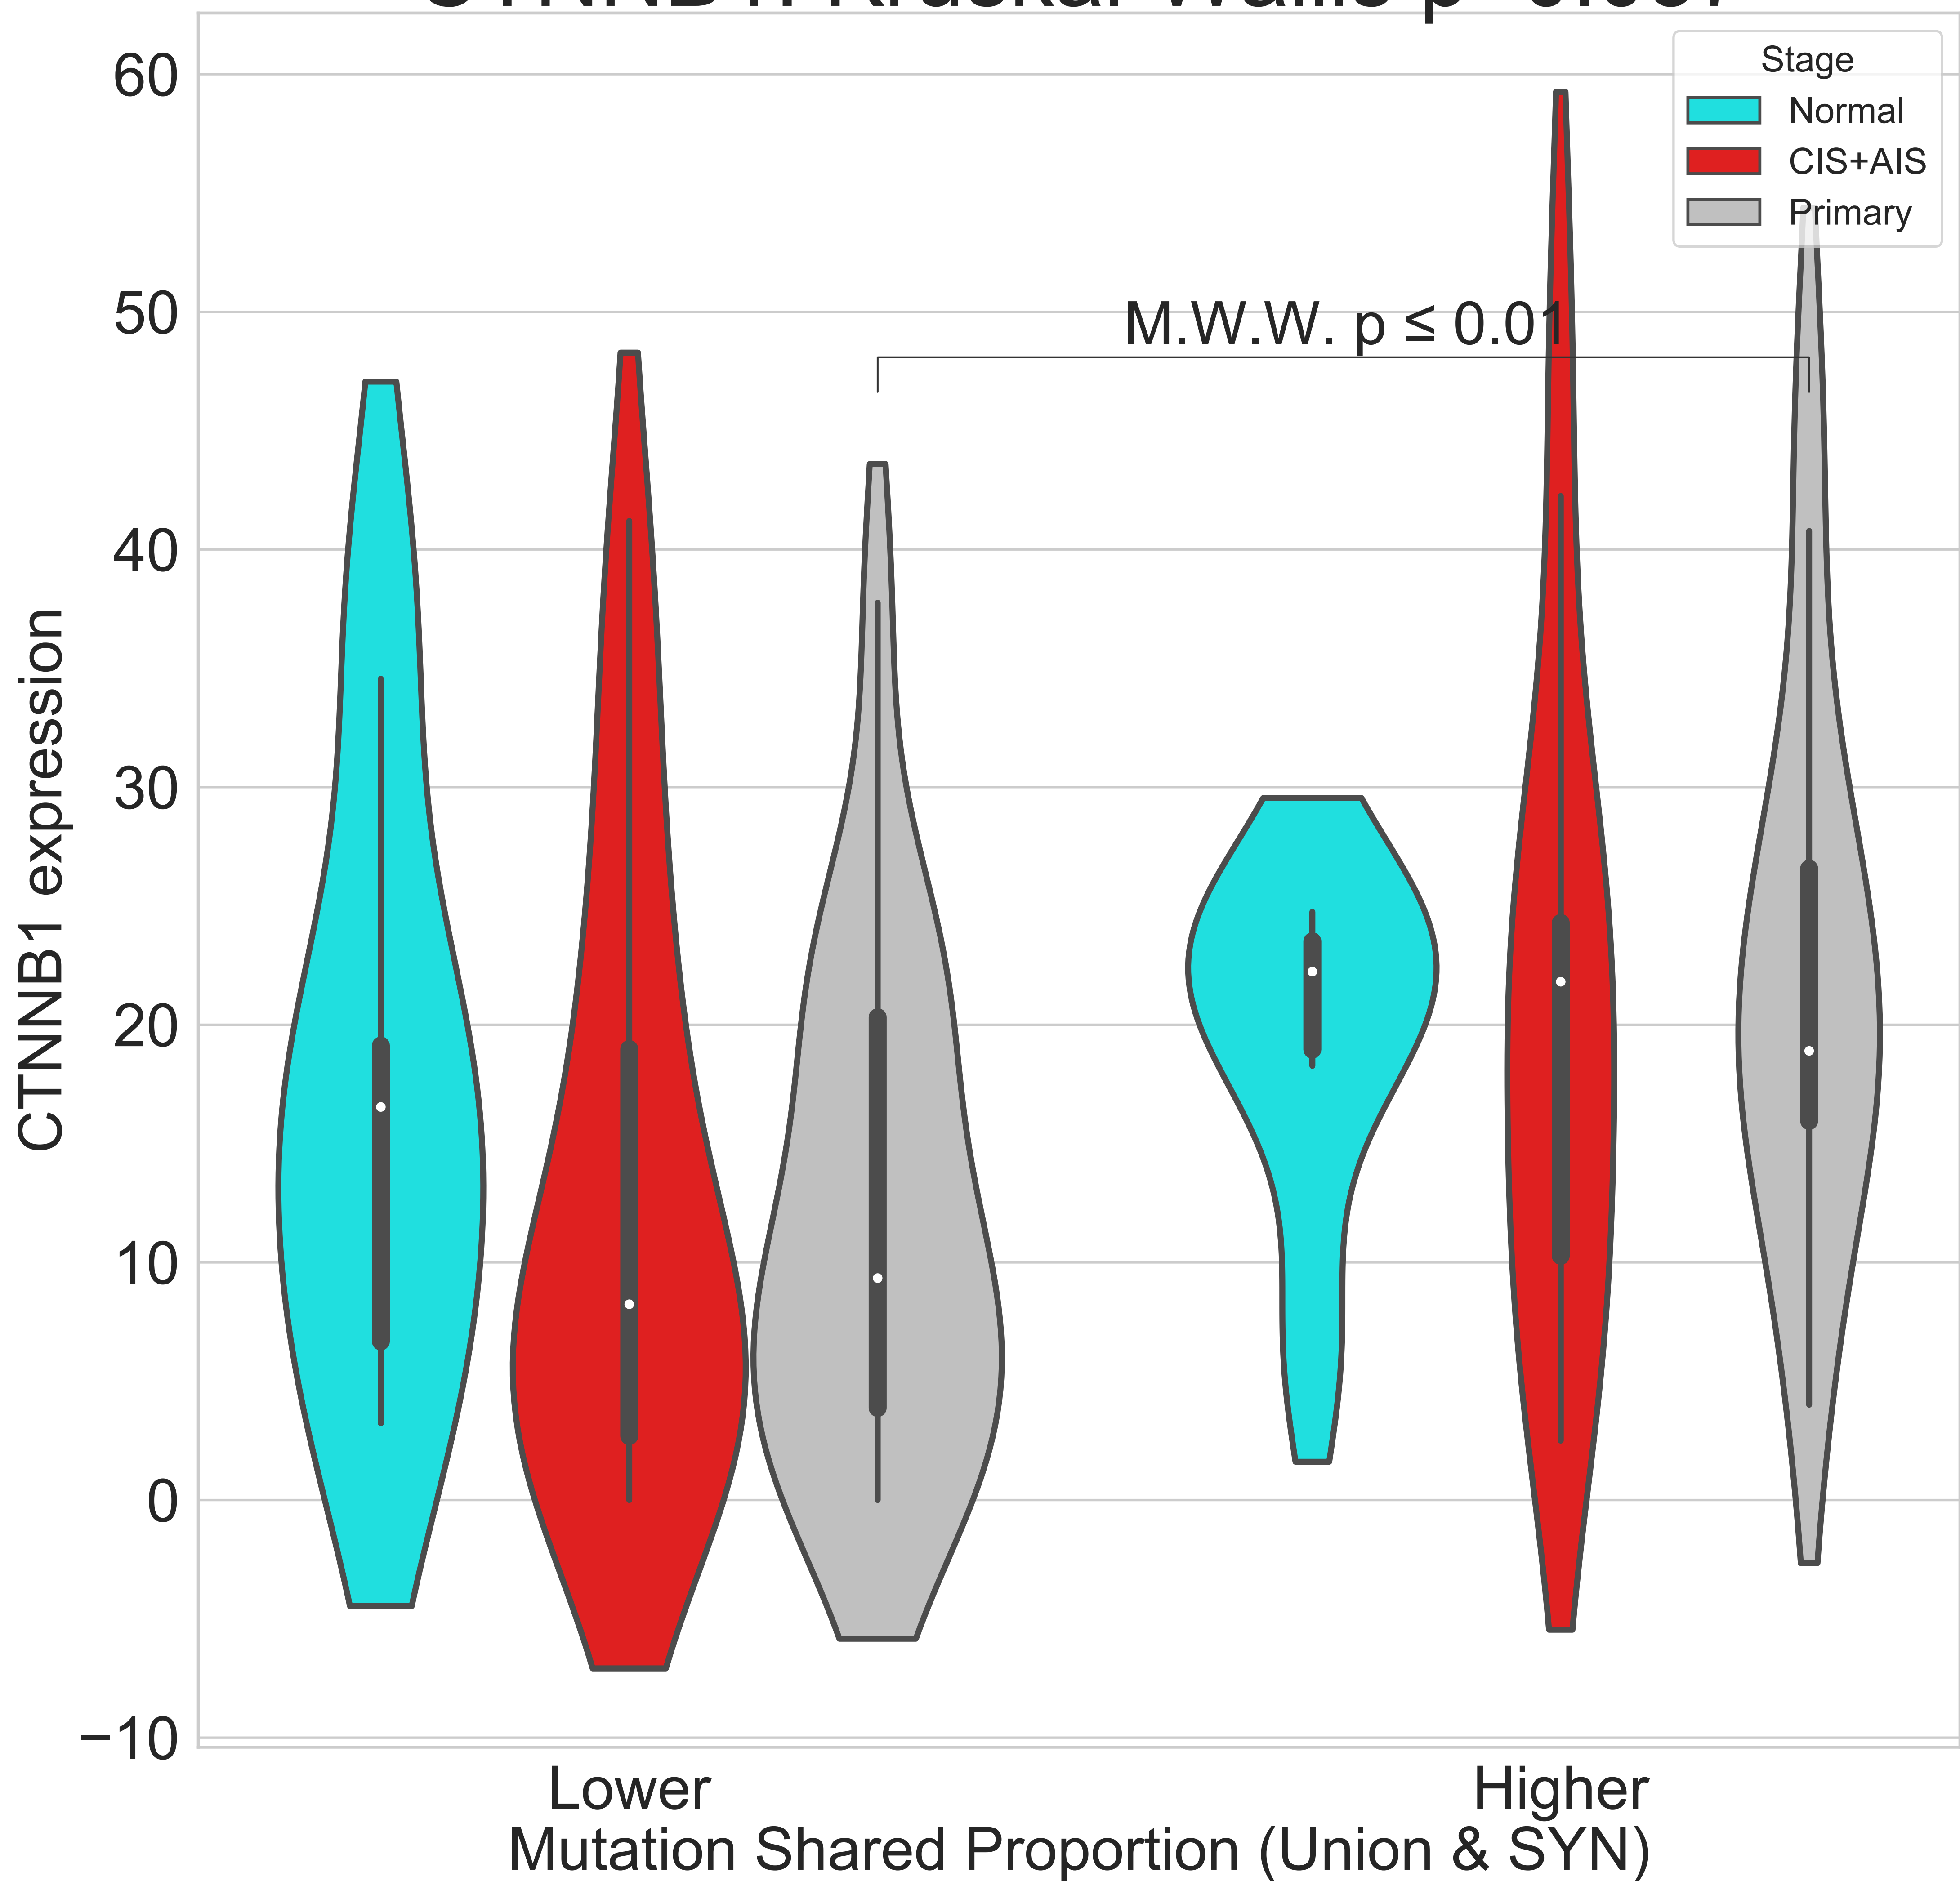 60
50
40
30
20
10
0
−10
CTNNB1 expression
Stage
Normal
CIS+AIS
Primary
M.W.W. p ≤ 0.01
Lower
Higher
Mutation Shared Proportion (Union & SYN)